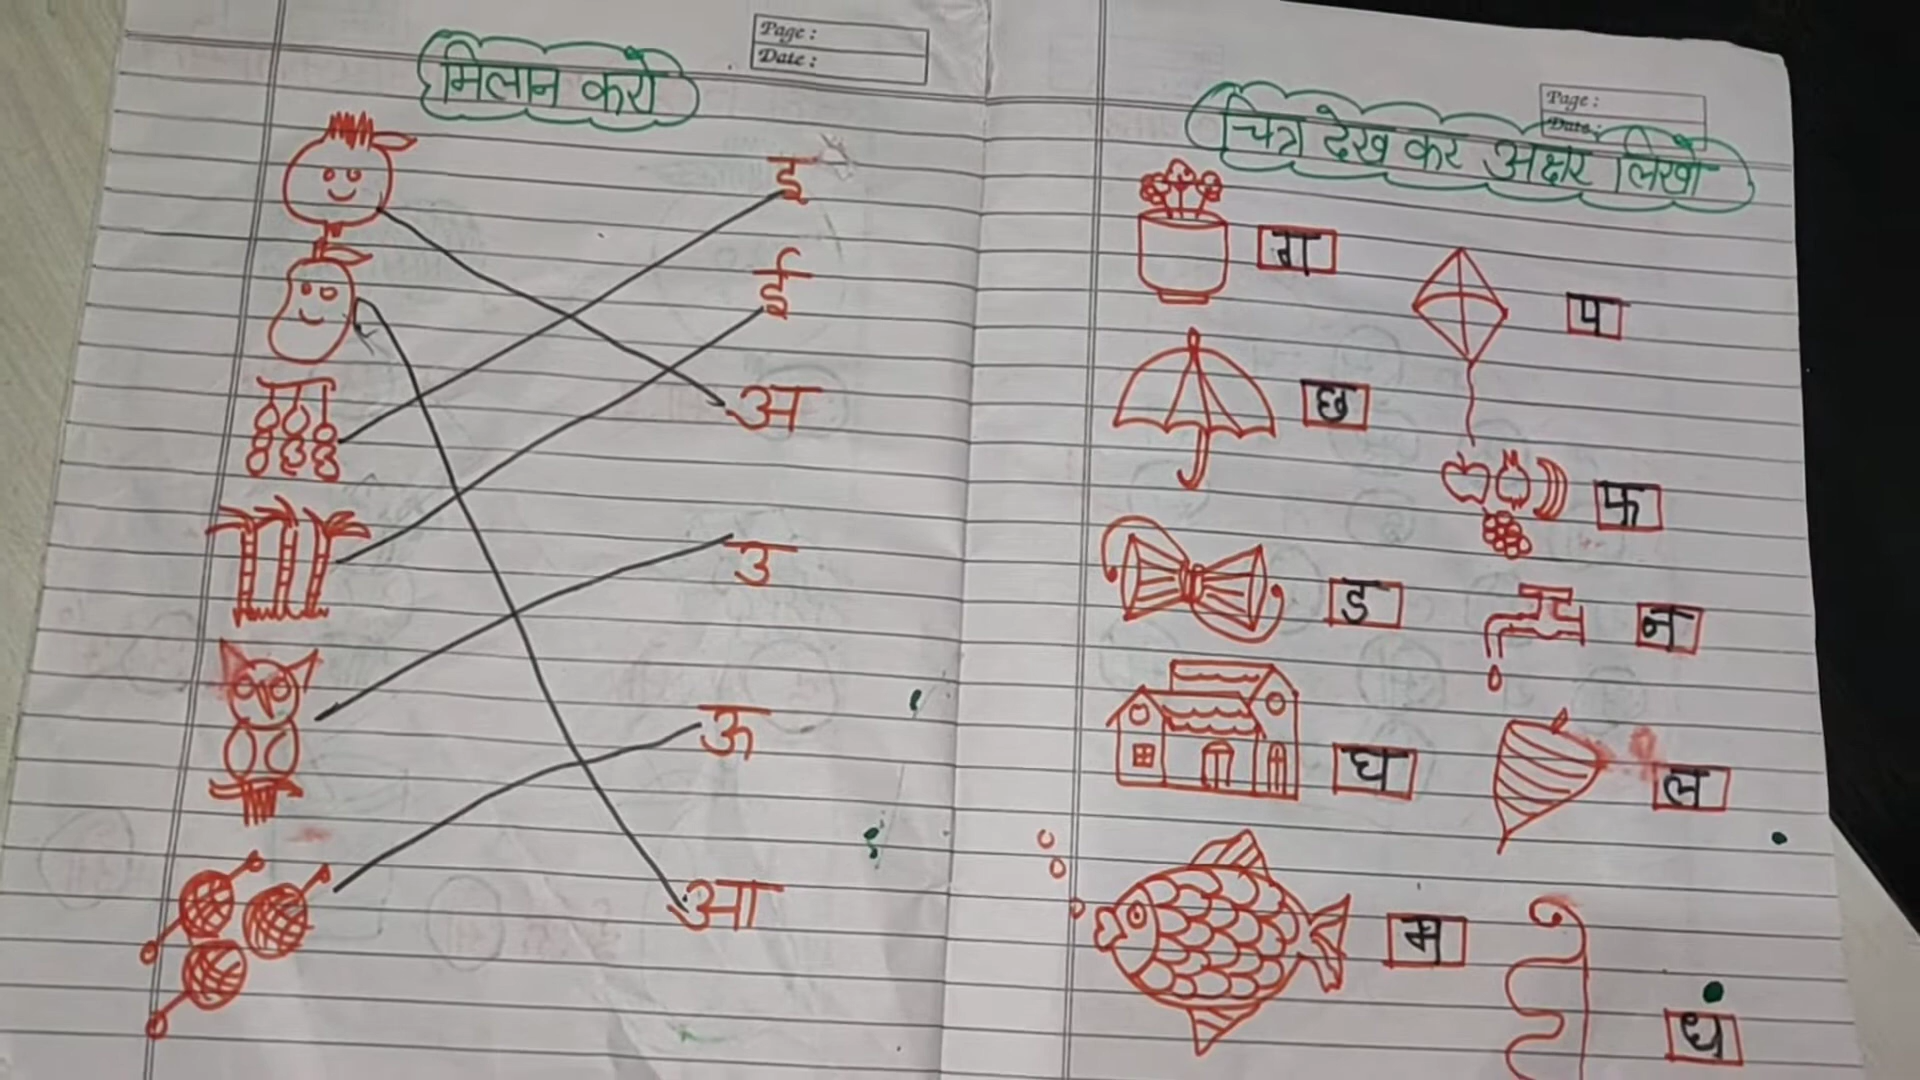 Page :
Date :
मिलान करो
इ
ई
अ
उ
ऊ
आ
Page :
Date :
चित्र देख कर अक्षर लिखो
ग
प
छ
फ
ड
न
घ
ल
म
धं